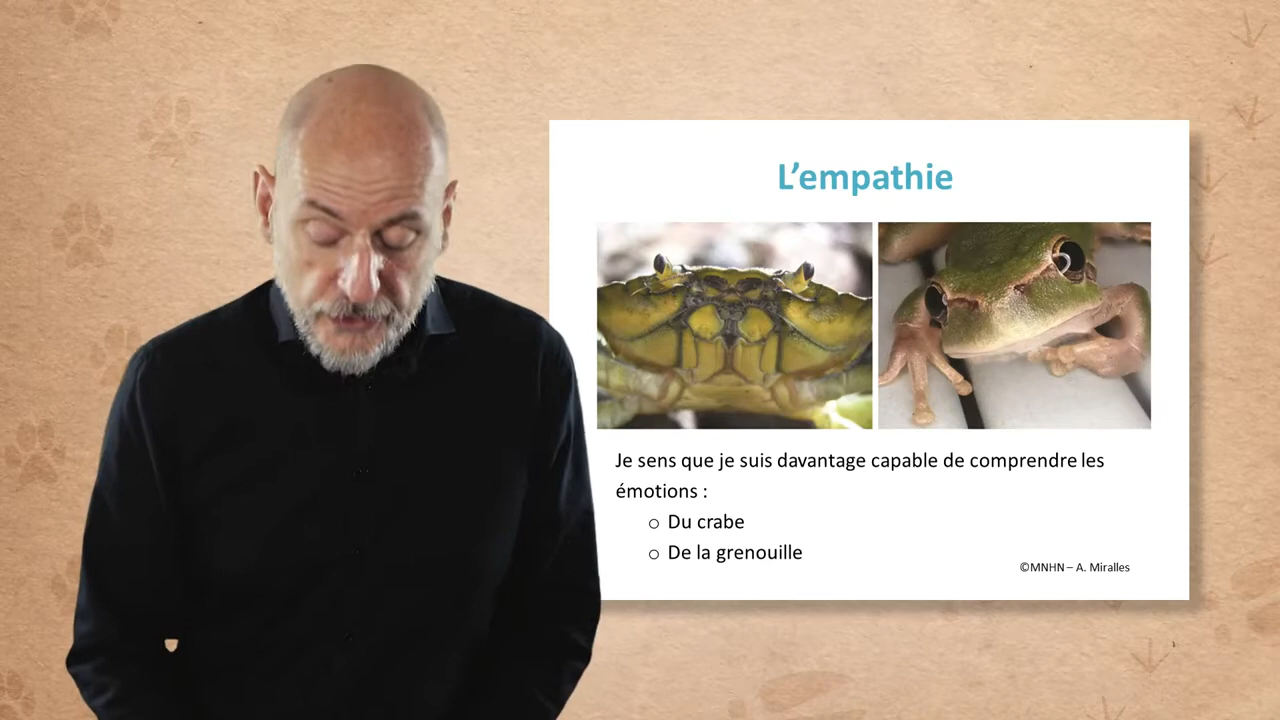 L’empathie
Je sens que je suis davantage capable de comprendre les
émotions :
o Du crabe
o De la grenouille
©MNHN – A. Miralles